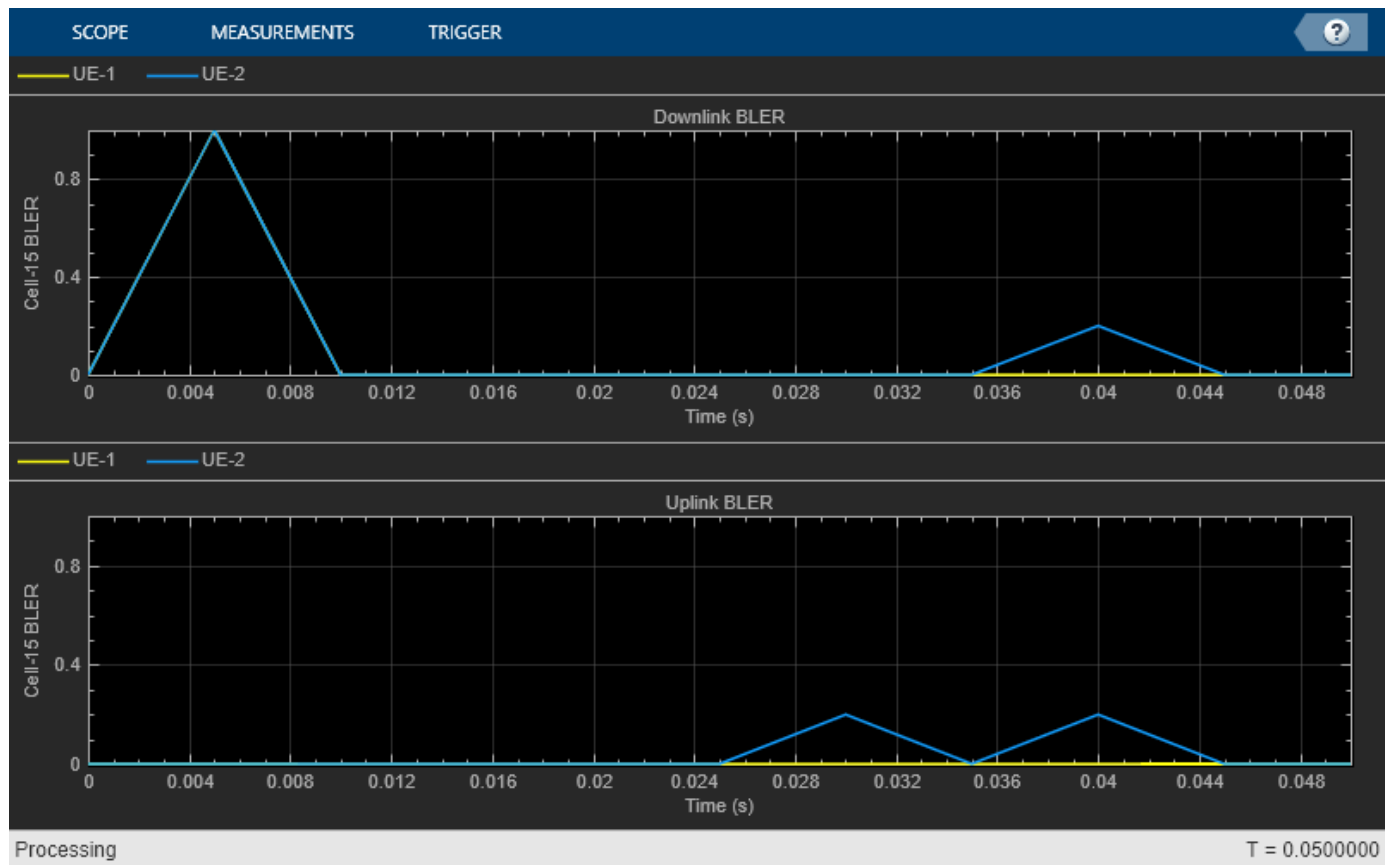 SCOPE MEASUREMENTS TRIGGER ?
UE-1 UE-2
Downlink BLER
Cell-15 BLER
0.8
0.4
0
0 0.004 0.008 0.012 0.016 0.02 0.024 0.028 0.032 0.036 0.04 0.044 0.048
Time (s)
UE-1 UE-2
Uplink BLER
Cell-15 BLER
0.8
0.4
0
0 0.004 0.008 0.012 0.016 0.02 0.024 0.028 0.032 0.036 0.04 0.044 0.048
Time (s)
Processing T = 0.0500000